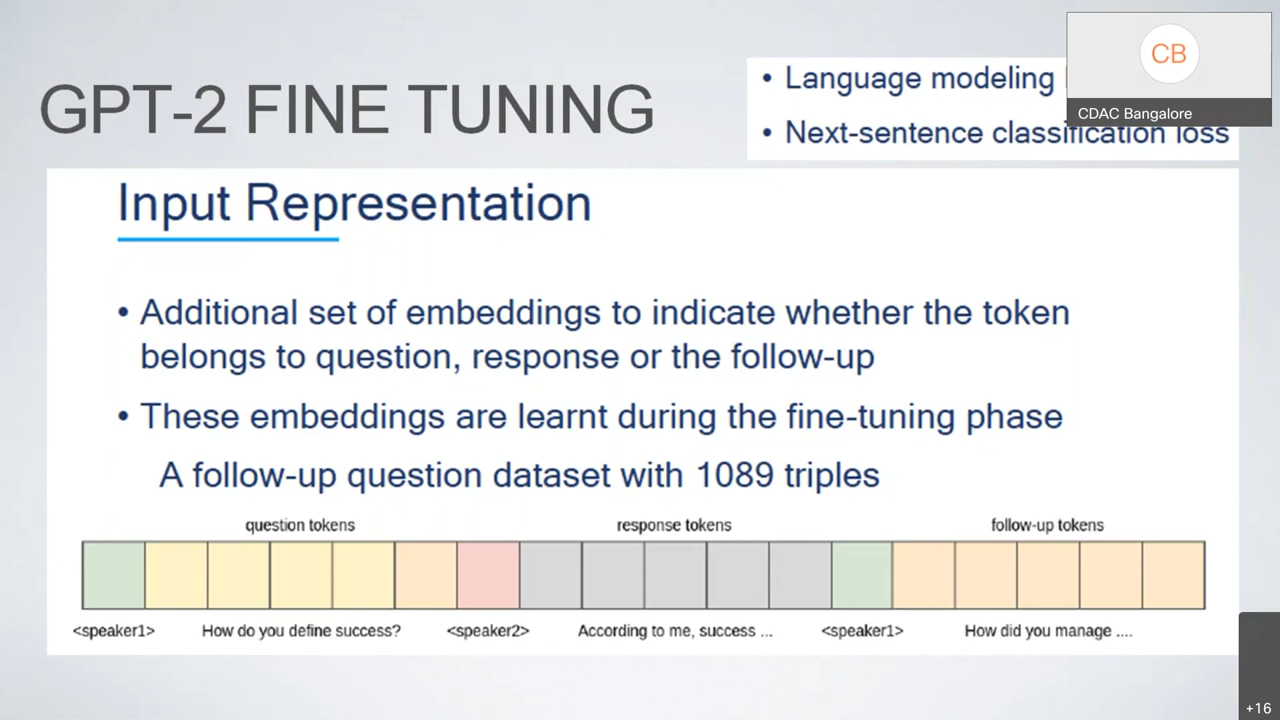 GPT-2 FINE TUNING
• Language modeling
• Next-sentence classification loss
CB
CDAC Bangalore
Input Representation
• Additional set of embeddings to indicate whether the token
belongs to question, response or the follow-up
• These embeddings are learnt during the fine-tuning phase
A follow-up question dataset with 1089 triples
question tokens response tokens follow-up tokens
<speaker1> How do you define success? <speaker2> According to me, success ... <speaker1> How did you manage ....
+16